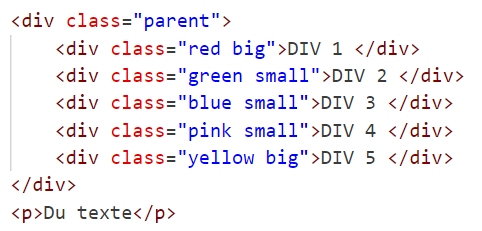 <div class="parent">
    <div class="red big">DIV 1 </div>
    <div class="green small">DIV 2 </div>
    <div class="blue small">DIV 3 </div>
    <div class="pink small">DIV 4 </div>
    <div class="yellow big">DIV 5 </div>
</div>
<p>Du texte</p>